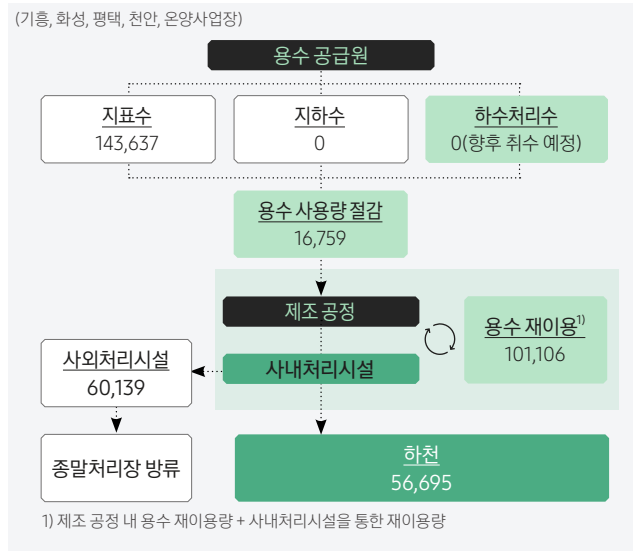 (기흥, 화성, 평택, 천안, 온양사업장)
용수 공급원
지표수
143,637
지하수
0
하수처리수
0(향후 취수 예정)
용수 사용량 절감
16,759
제조 공정
용수 재이용1)
101,106
사내처리시설
사외처리시설
60,139
종말처리장 방류
하천
56,695
1) 제조 공정 내 용수 재이용량 + 사내처리시설을 통한 재이용량